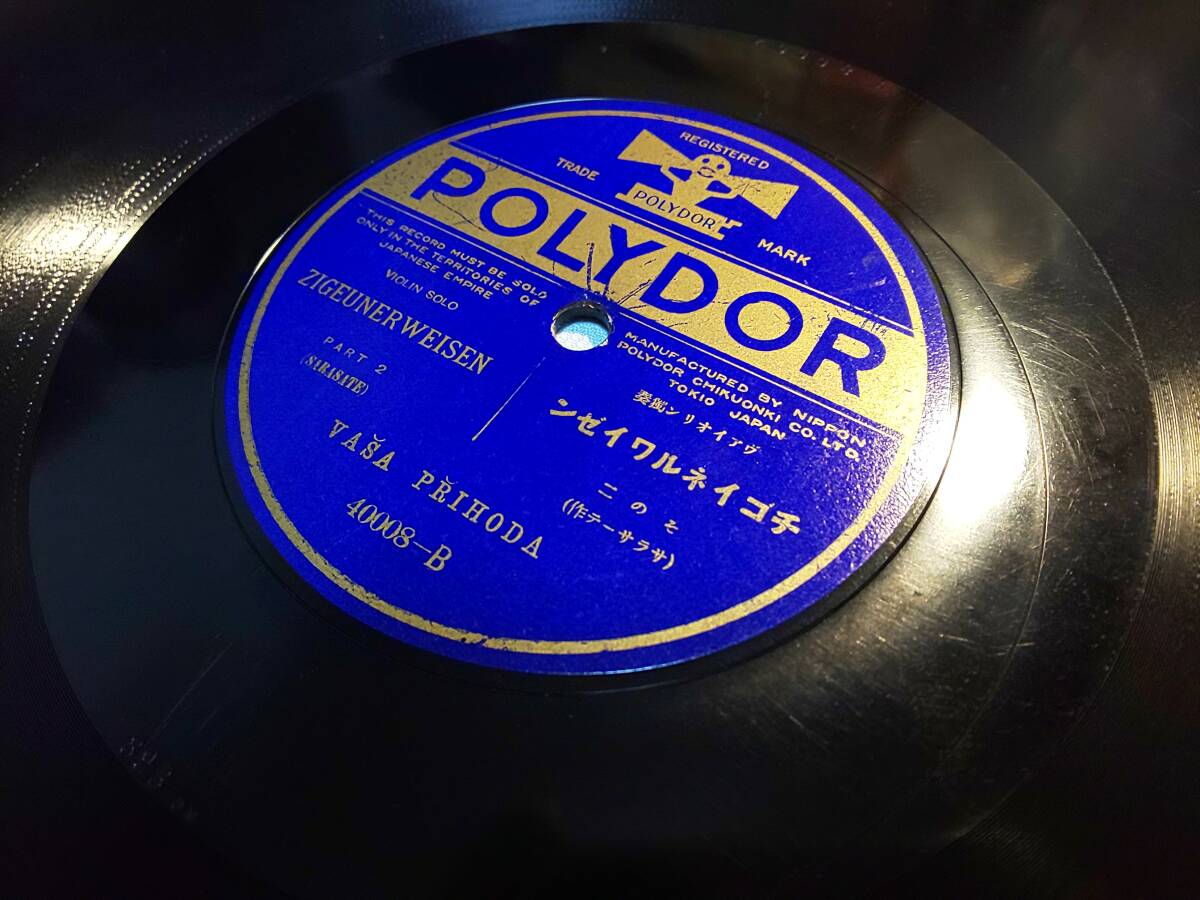 REGISTERED
TRADE
MARK
POLYDOR
POLYDOR
THIS RECORD MUST BE SOLD
ONLY IN THE TERRITORIES OF
JAPANESE EMPIRE
MANUFACTURED BY NIPPON
POLYDOR CHIKUONKI CO. LTD.
TOKIO JAPAN
VIOLIN SOLO
ZIGEUNERWEISEN
PART 2
(SARASATE)
奏獨ンリオイアヴ
ンゼイワルネイゴチ
二のそ
(作テーサラサ)
VAŠA PŘIHODA
40008-B